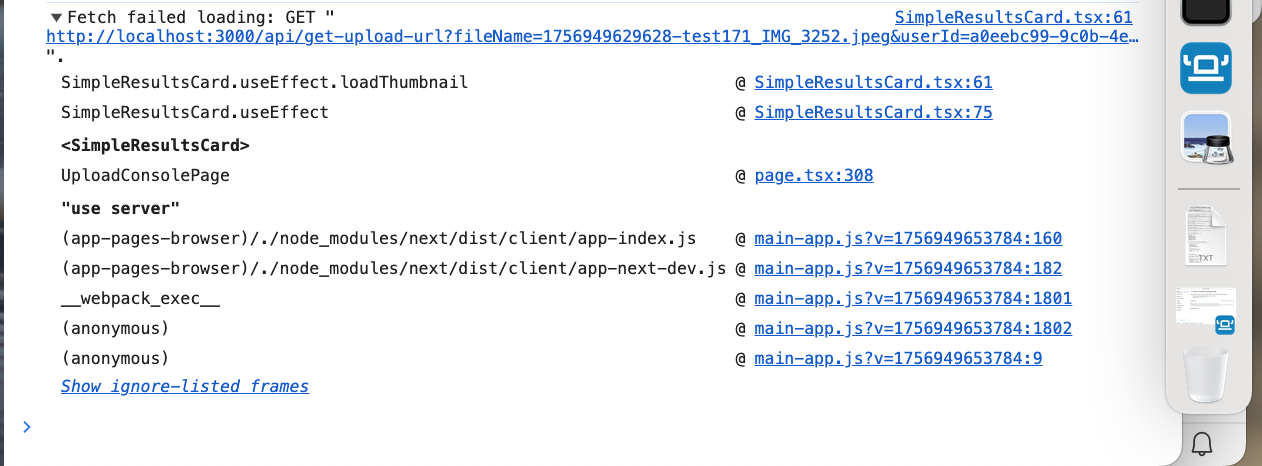 ▼Fetch failed loading: GET " SimpleResultsCard.tsx:61
http://localhost:3000/api/get-upload-url?fileName=1756949629628-test171_IMG_3252.jpeg&userId=a0eebc99-9c0b-4e…
".
SimpleResultsCard.useEffect.loadThumbnail @ SimpleResultsCard.tsx:61
SimpleResultsCard.useEffect @ SimpleResultsCard.tsx:75
<SimpleResultsCard>
UploadConsolePage @ page.tsx:308
"use server"
(app-pages-browser)/./node_modules/next/dist/client/app-index.js @ main-app.js?v=1756949653784:160
(app-pages-browser)/./node_modules/next/dist/client/app-next-dev.js @ main-app.js?v=1756949653784:182
__webpack_exec__ @ main-app.js?v=1756949653784:1801
(anonymous) @ main-app.js?v=1756949653784:1802
(anonymous) @ main-app.js?v=1756949653784:9
Show ignore-listed frames
TXT